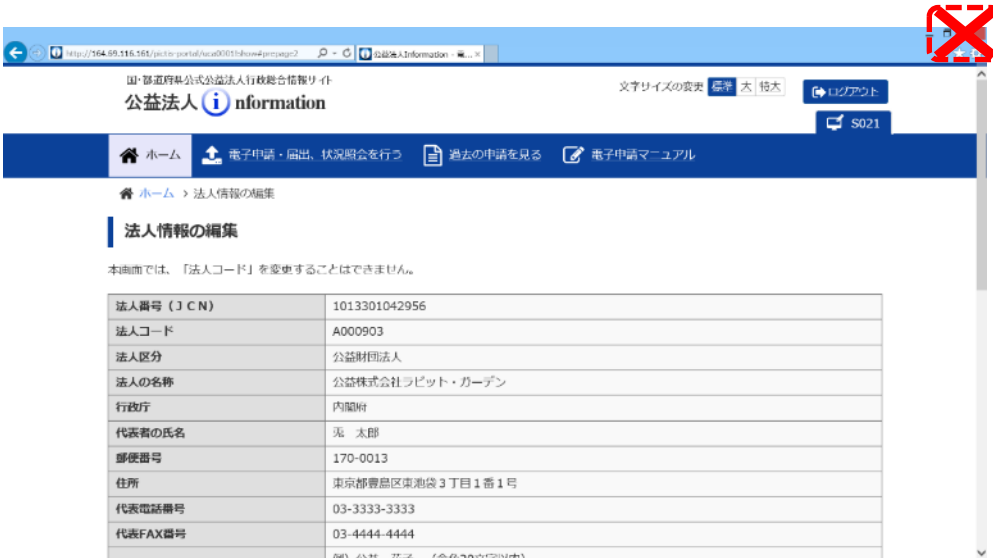 http://164.69.116.161/pictis-portal/uca0001!show#prepage2
公益法人Information - 電... ×
国・都道府県公式公益法人行政総合情報サイト
公益法人 i nformation
文字サイズの変更 標準 大 特大
ログアウト
S021
ホーム 電子申請・届出、状況照会を行う 過去の申請を見る 電子申請マニュアル
ホーム > 法人情報の編集
法人情報の編集
本画面では、「法人コード」を変更することはできません。
法人番号（ＪＣＮ） 1013301042956
法人コード A000903
法人区分 公益財団法人
法人の名称 公益株式会社ラビット・ガーデン
行政庁 内閣府
代表者の氏名 兎　太郎
郵便番号 170-0013
住所 東京都豊島区東池袋３丁目１番１号
代表電話番号 03-3333-3333
代表FAX番号 03-4444-4444